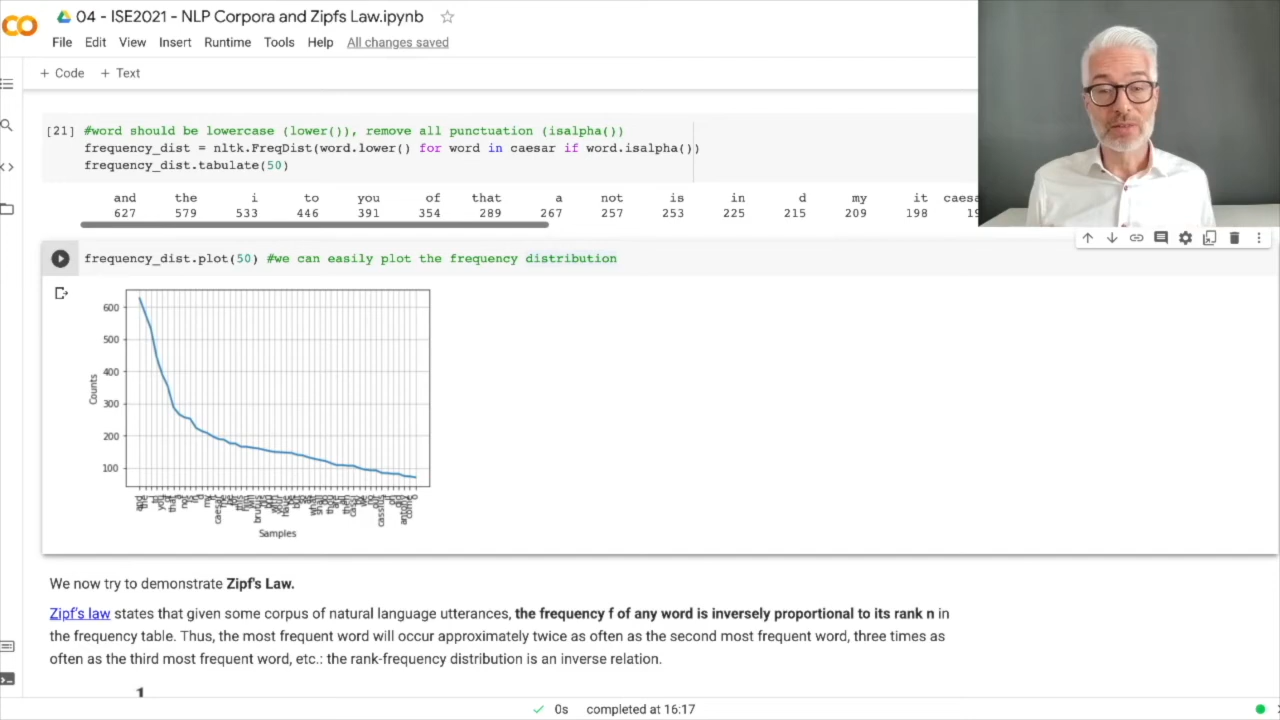 04 - ISE2021 - NLP Corpora and Zipfs Law.ipynb
File Edit View Insert Runtime Tools Help All changes saved
+ Code + Text
[21] #word should be lowercase (lower()), remove all punctuation (isalpha())
frequency_dist = nltk.FreqDist(word.lower() for word in caesar if word.isalpha())
frequency_dist.tabulate(50)
and the i to you of that a not is in d my it caesa
627 579 533 446 391 354 289 267 257 253 225 215 209 198 19
frequency_dist.plot(50) #we can easily plot the frequency distribution
600
500
400
300
200
100
Counts
Samples
We now try to demonstrate Zipf's Law.
Zipf's law states that given some corpus of natural language utterances, the frequency f of any word is inversely proportional to its rank n in
the frequency table. Thus, the most frequent word will occur approximately twice as often as the second most frequent word, three times as
often as the third most frequent word, etc.: the rank-frequency distribution is an inverse relation.
1
0s completed at 16:17